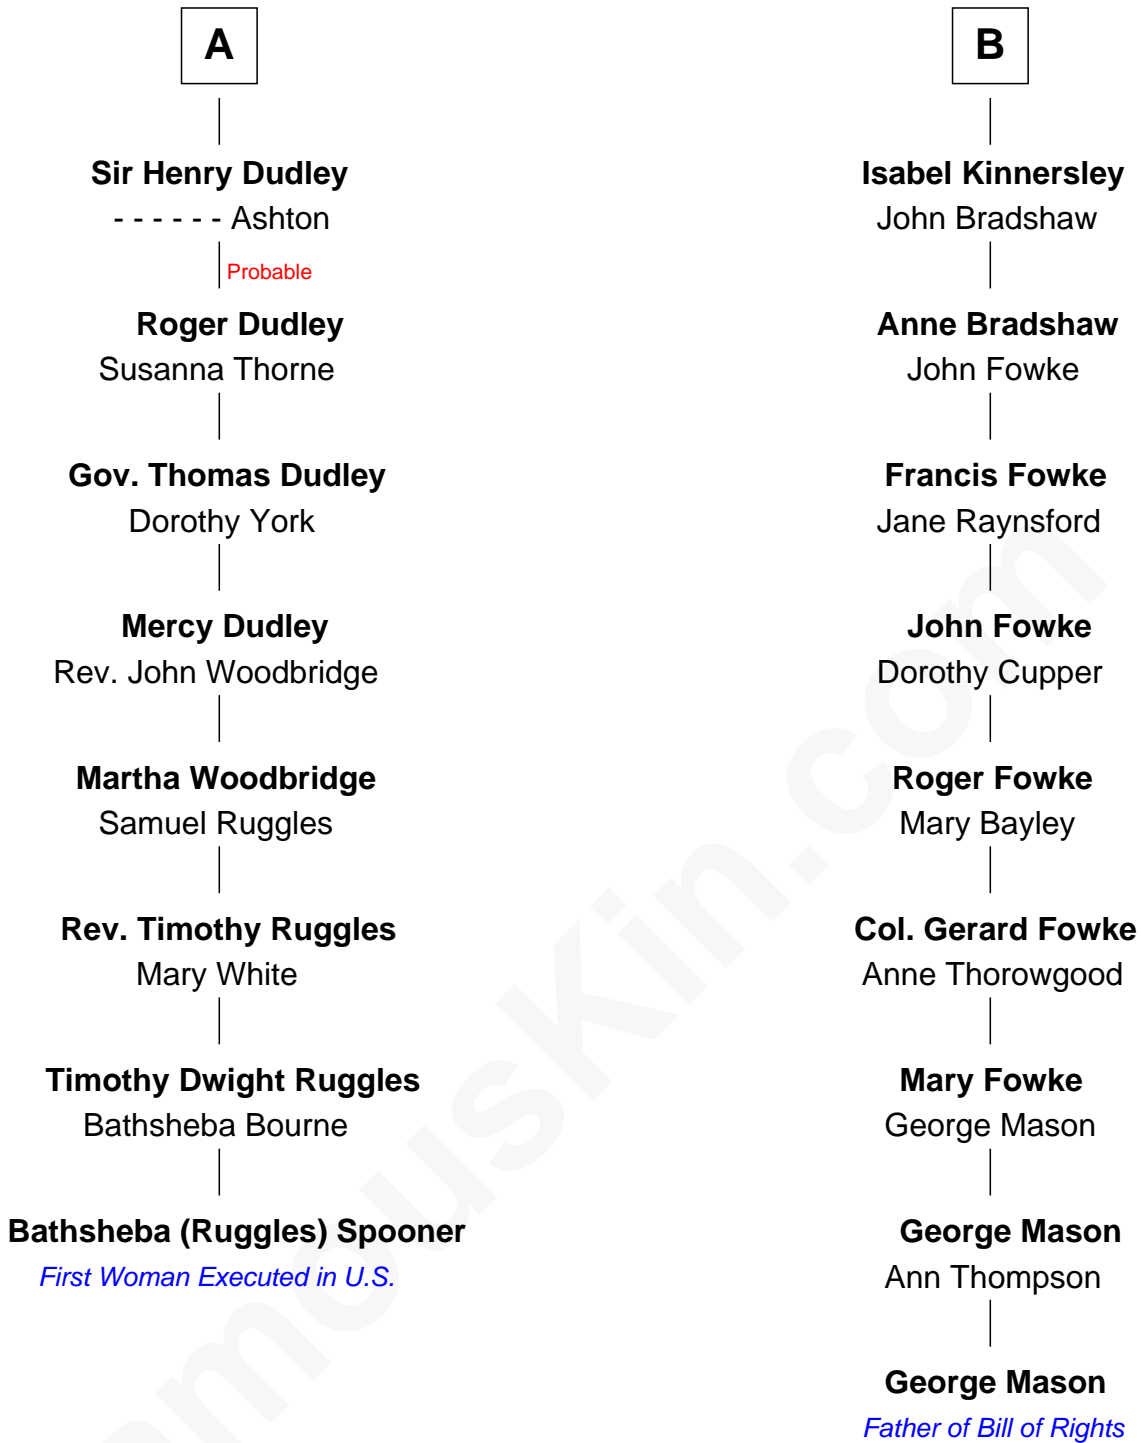 A
Sir Henry Dudley
- - - - - - Ashton
Probable
Roger Dudley
Susanna Thorne
Gov. Thomas Dudley
Dorothy York
Mercy Dudley
Rev. John Woodbridge
Martha Woodbridge
Samuel Ruggles
Rev. Timothy Ruggles
Mary White
Timothy Dwight Ruggles
Bathsheba Bourne
Bathsheba (Ruggles) Spooner
First Woman Executed in U.S.
B
Isabel Kinnersley
John Bradshaw
Anne Bradshaw
John Fowke
Francis Fowke
Jane Raynsford
John Fowke
Dorothy Cupper
Roger Fowke
Mary Bayley
Col. Gerard Fowke
Anne Thorowgood
Mary Fowke
George Mason
George Mason
Ann Thompson
George Mason
Father of Bill of Rights
amouskin.com